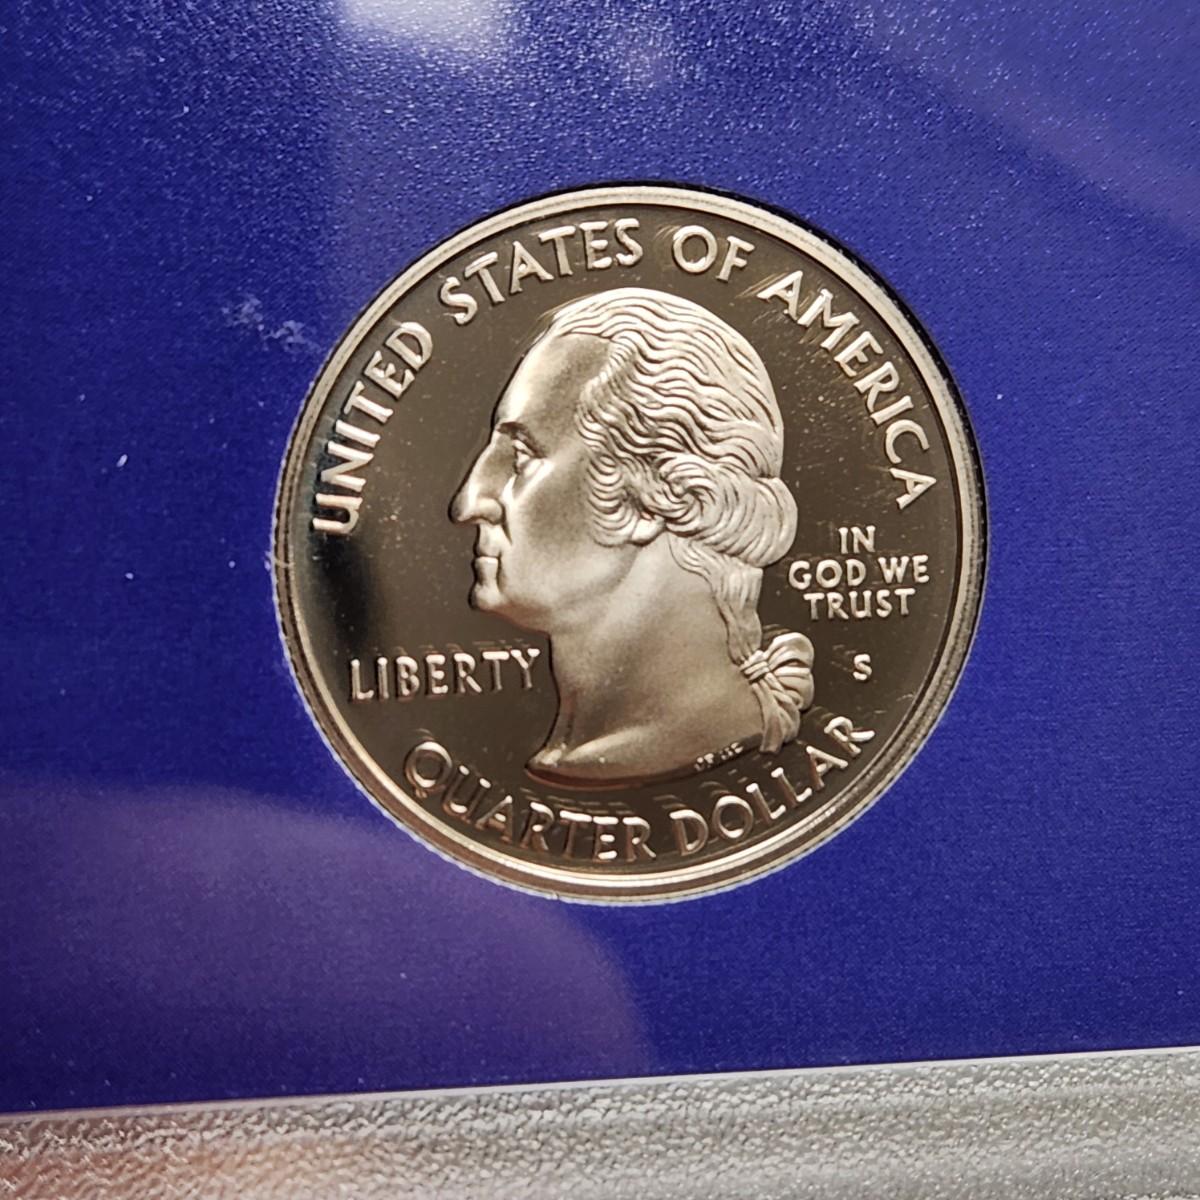 UNITED STATES OF AMERICA
IN
GOD WE
TRUST
S
LIBERTY
QUARTER DOLLAR